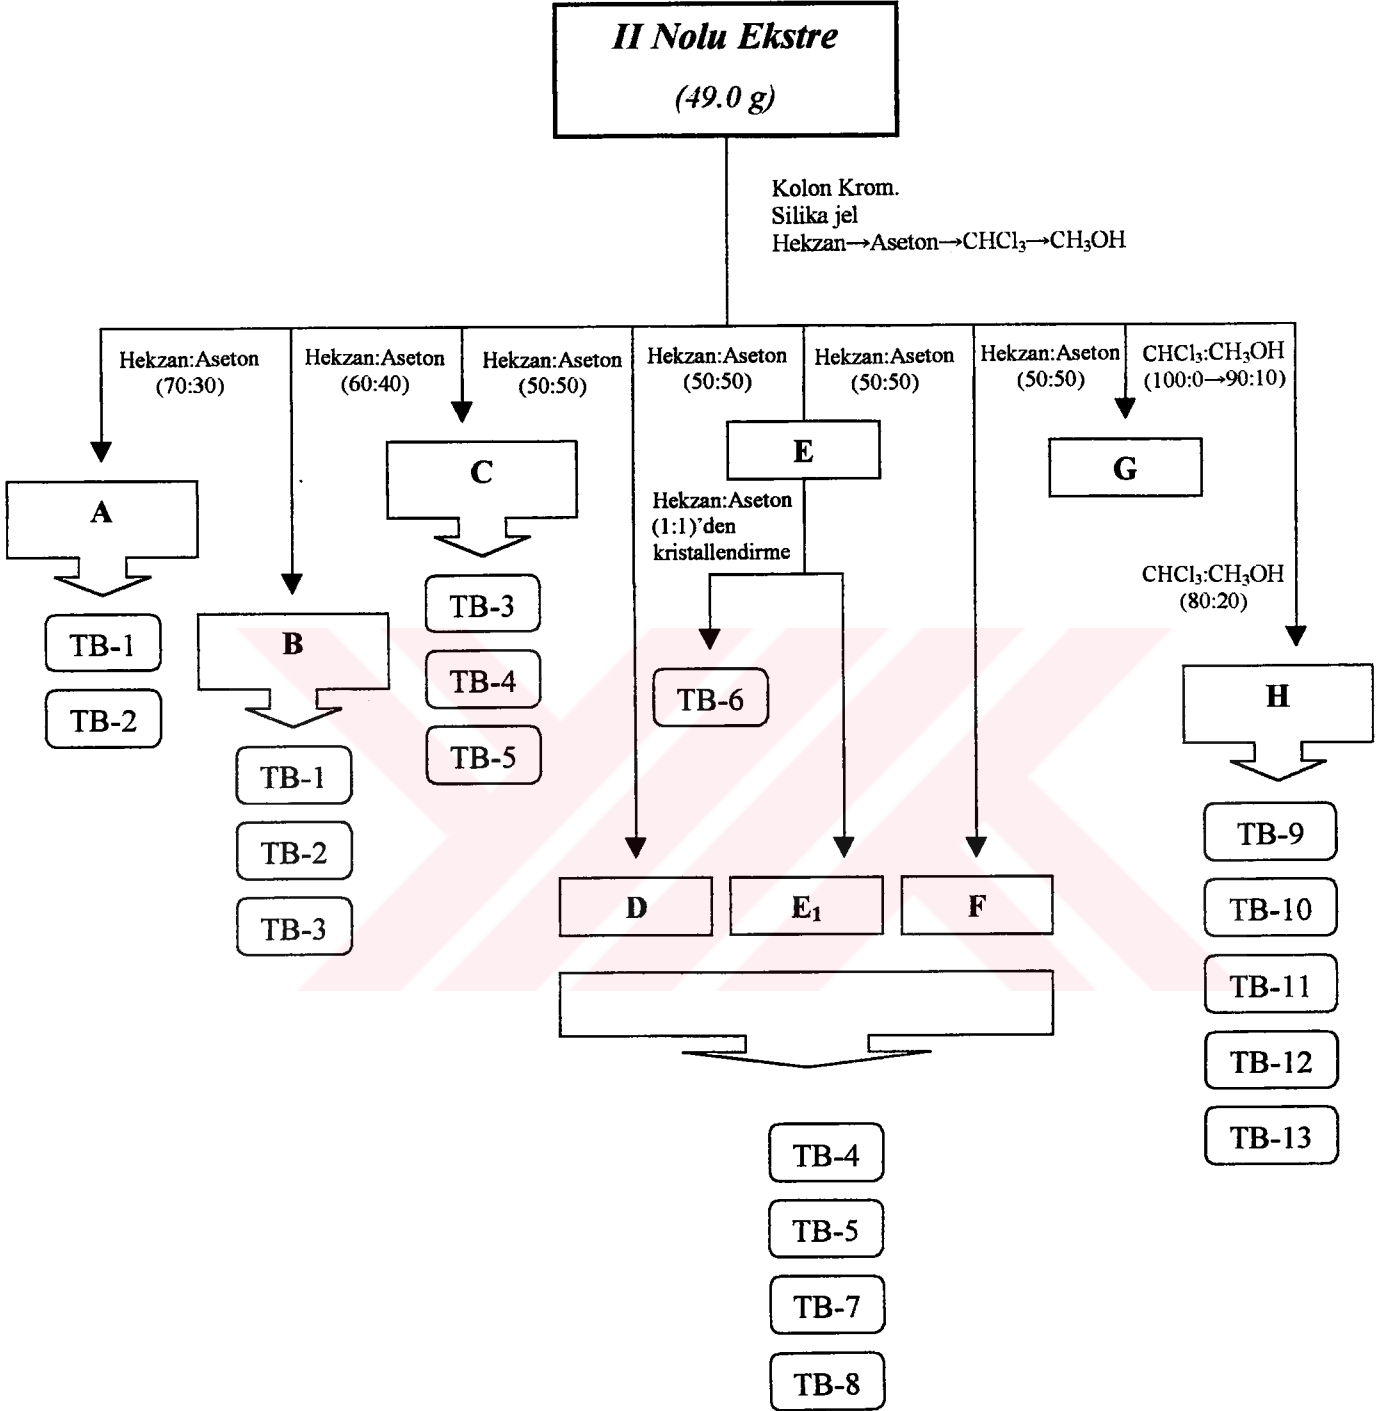 II Nolu Ekstre
(49.0 g)
Kolon Krom.
Silika jel
Hekzan→Aseton→CHCl₃→CH₃OH
Hekzan:Aseton
(70:30)
Hekzan:Aseton
(60:40)
Hekzan:Aseton
(50:50)
Hekzan:Aseton
(50:50)
Hekzan:Aseton
(50:50)
Hekzan:Aseton
(50:50)
CHCl₃:CH₃OH
(100:0→90:10)
A
TB-1
TB-2
B
TB-1
TB-2
TB-3
C
TB-3
TB-4
TB-5
E
Hekzan:Aseton
(1:1)'den
kristallendirme
TB-6
G
CHCl₃:CH₃OH
(80:20)
H
TB-9
TB-10
TB-11
TB-12
TB-13
D
E₁
F
TB-4
TB-5
TB-7
TB-8